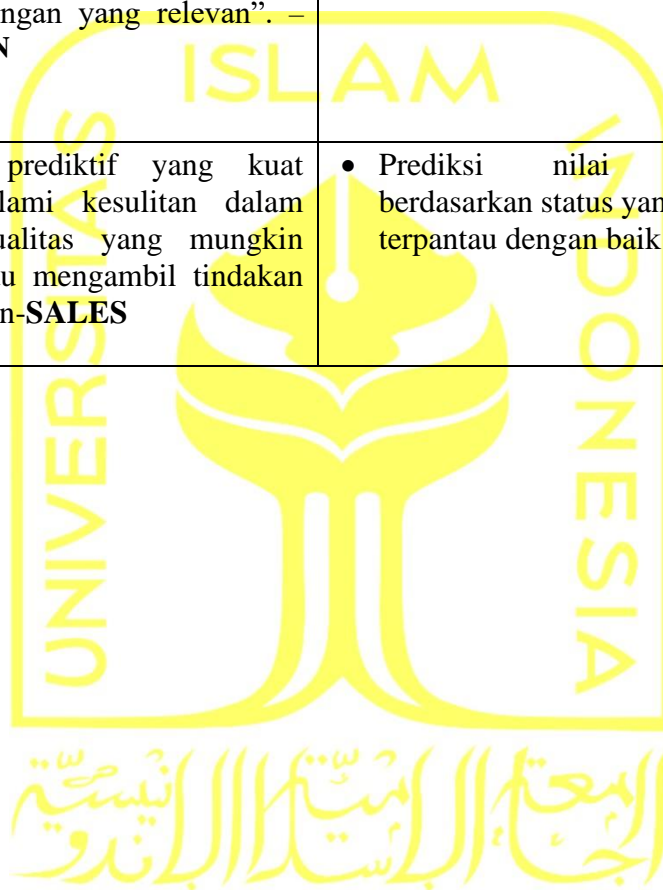 ngan yang relevan”. –
N
prediktif yang kuat
lami kesulitan dalam
ualitas yang mungkin
u mengambil tindakan
n-SALES
• Prediksi nilai
berdasarkan status yan
terpantau dengan baik
ISLAM
UNIVERSITAS
INDONESIA